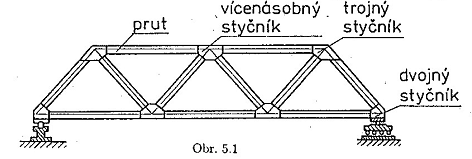 prut
vícenásobný
styčník
trojný
styčník
dvojný
styčník
Obr. 5.1